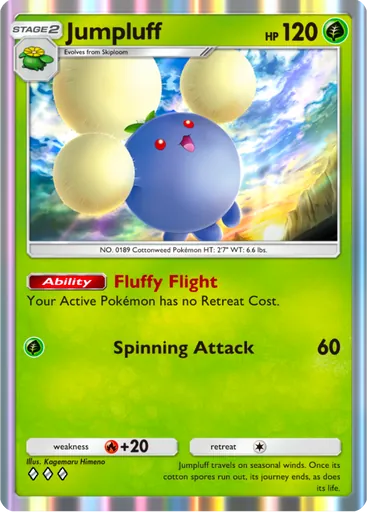 STAGE2
Jumpluff
HP 120
Evolves from Skiploom
NO. 0189 Cottonweed Pokémon HT: 2'7" WT: 6.6 lbs.
Ability Fluffy Flight
Your Active Pokémon has no Retreat Cost.
Spinning Attack 60
weakness +20
retreat
Illus. Kagemaru Himeno
Jumpluff travels on seasonal winds. Once its
cotton spores run out, its journey ends, as does
its life.